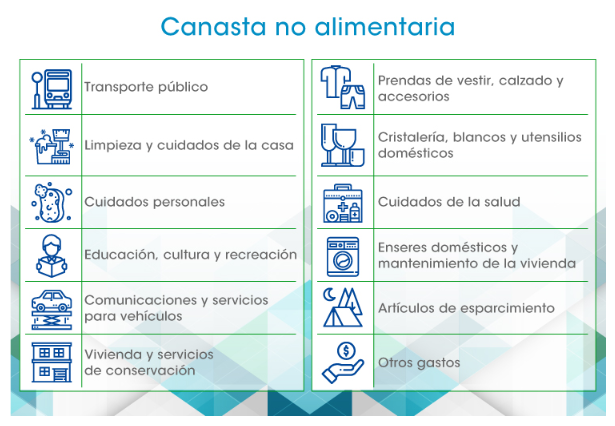 Canasta no alimentaria
Transporte público
Limpieza y cuidados de la casa
Cuidados personales
Educación, cultura y recreación
Comunicaciones y servicios
para vehículos
Vivienda y servicios
de conservación
Prendas de vestir, calzado y
accesorios
Cristalería, blancos y utensilios
domésticos
Cuidados de la salud
Enseres domésticos y
mantenimiento de la vivienda
Artículos de esparcimiento
Otros gastos